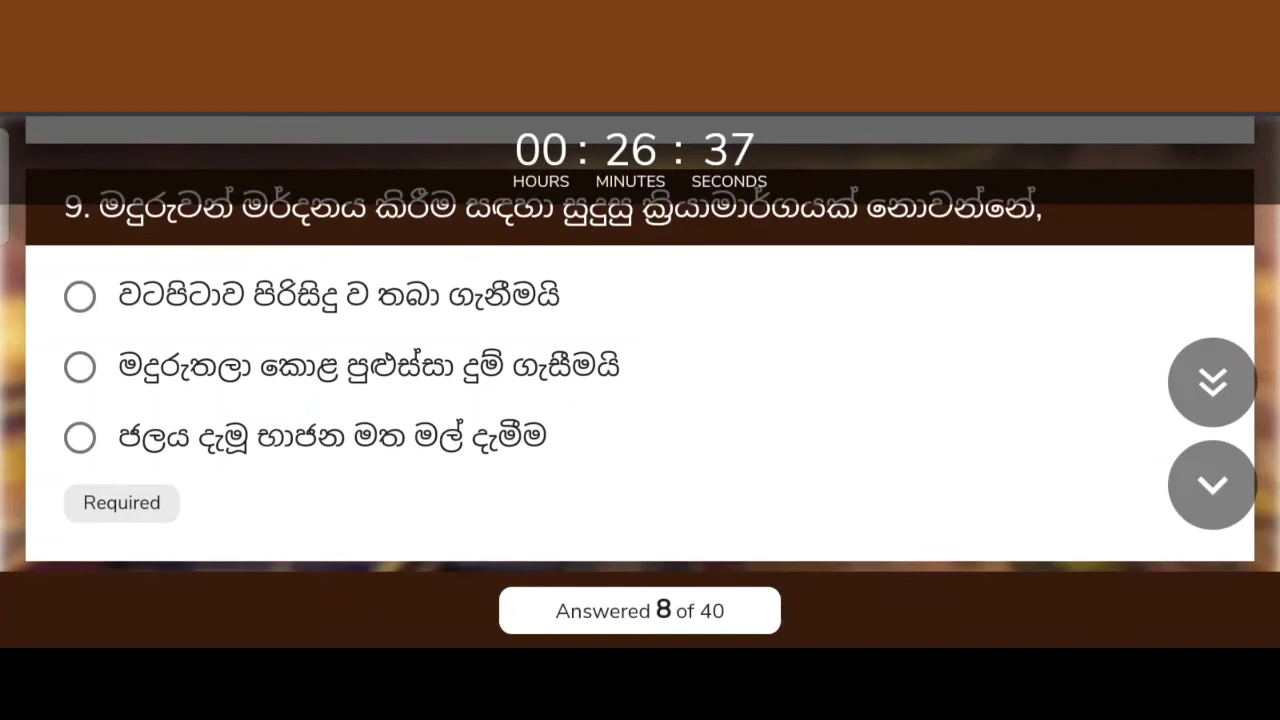 00 : 26 : 37
HOURS MINUTES SECONDS
9. මදුරුවන් මර්දනය කිරීම සඳහා සුදුසු ක්‍රියාමාර්ගයක් නොවන්නේ,
වටපිටාව පිරිසිදු ව තබා ගැනීමයි
මදුරුතලා කොළ පුළුස්සා දුම් ගැසීමයි
ජලය දැමූ භාජන මත මල් දැමීම
Required
Answered 8 of 40